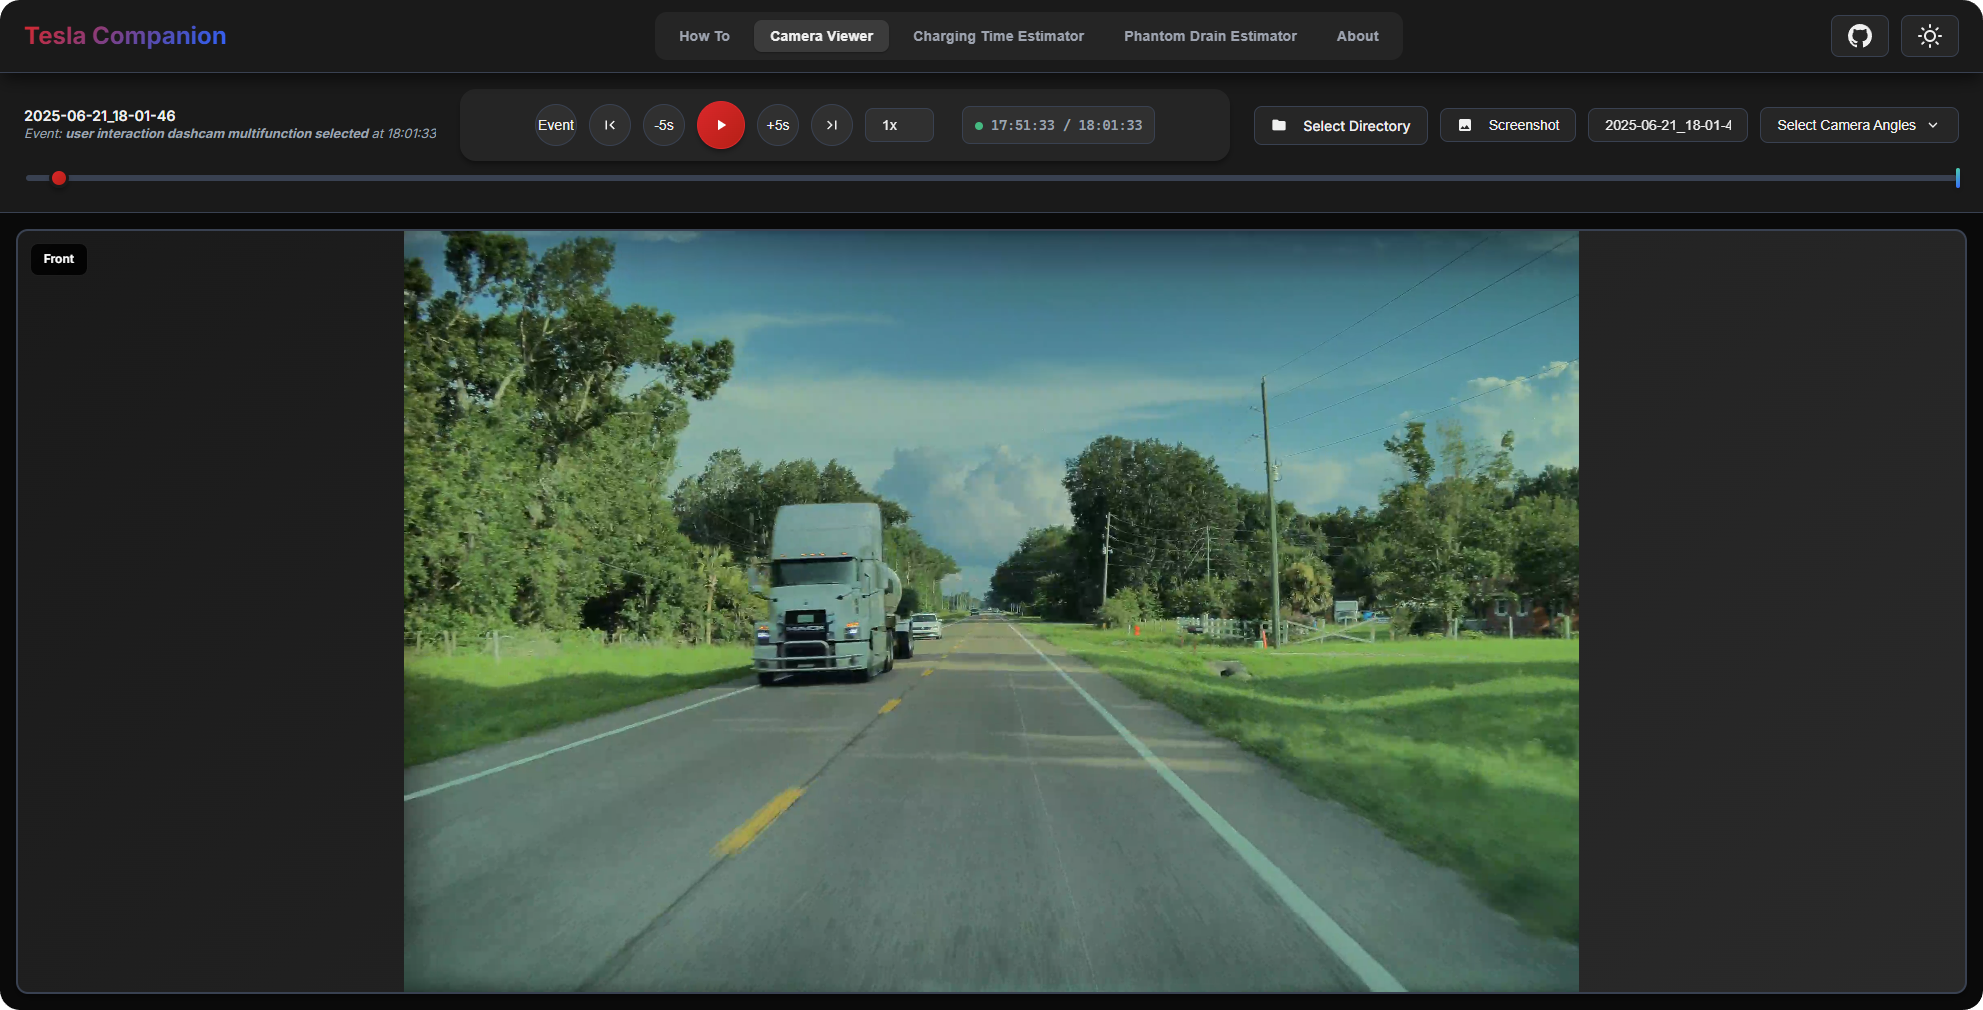 Tesla Companion
How To
Camera Viewer
Charging Time Estimator
Phantom Drain Estimator
About
2025-06-21_18-01-46
Event: user interaction dashcam multifunction selected at 18:01:33
Event
-5s
+5s
1x
17:51:33 / 18:01:33
Select Directory
Screenshot
2025-06-21_18-01-4
Select Camera Angles
Front